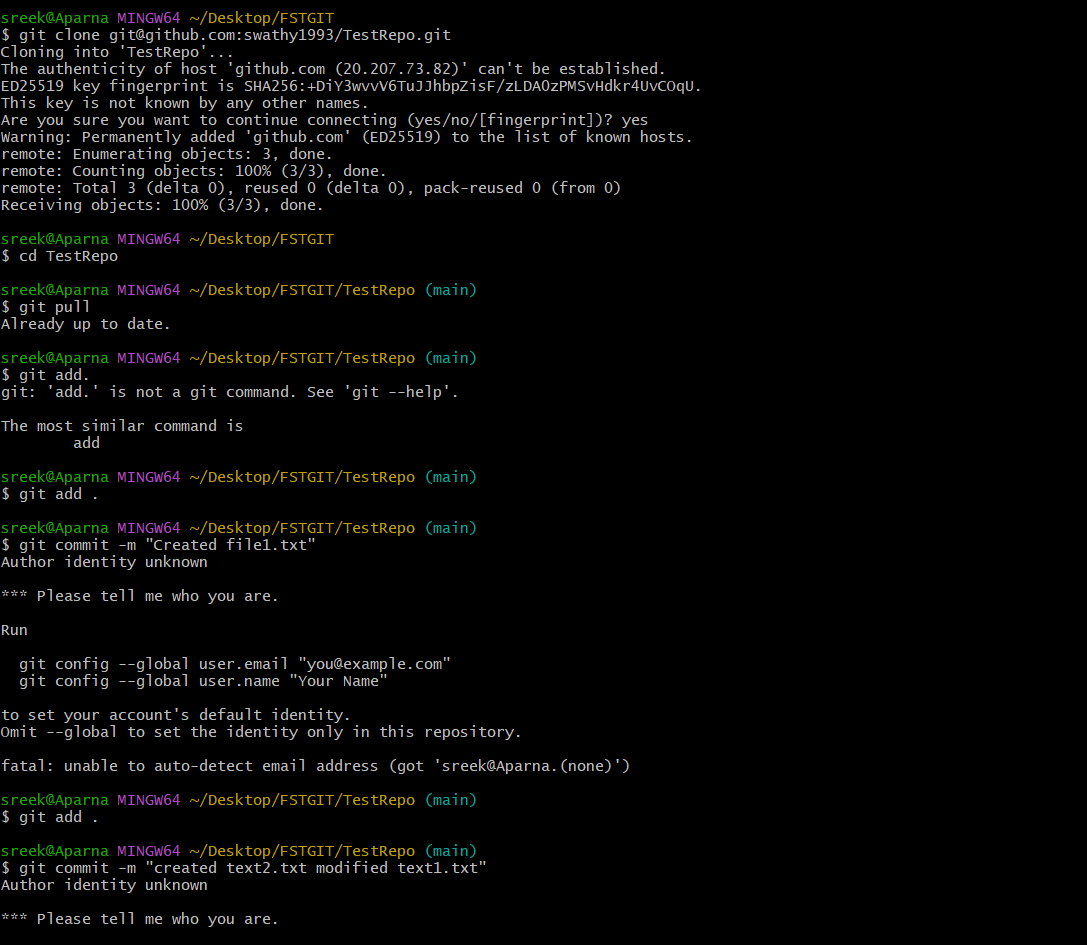 sreek@Aparna MINGW64 ~/Desktop/FSTGIT
$ git clone git@github.com:swathy1993/TestRepo.git
Cloning into 'TestRepo'...
The authenticity of host 'github.com (20.207.73.82)' can't be established.
ED25519 key fingerprint is SHA256:+DiY3wvvV6TuJJhbpZisF/zLDA0zPMSvHdkr4UvCOqU.
This key is not known by any other names.
Are you sure you want to continue connecting (yes/no/[fingerprint])? yes
Warning: Permanently added 'github.com' (ED25519) to the list of known hosts.
remote: Enumerating objects: 3, done.
remote: Counting objects: 100% (3/3), done.
remote: Total 3 (delta 0), reused 0 (delta 0), pack-reused 0 (from 0)
Receiving objects: 100% (3/3), done.
sreek@Aparna MINGW64 ~/Desktop/FSTGIT
$ cd TestRepo
sreek@Aparna MINGW64 ~/Desktop/FSTGIT/TestRepo (main)
$ git pull
Already up to date.
sreek@Aparna MINGW64 ~/Desktop/FSTGIT/TestRepo (main)
$ git add.
git: 'add.' is not a git command. See 'git --help'.
The most similar command is
add
sreek@Aparna MINGW64 ~/Desktop/FSTGIT/TestRepo (main)
$ git add .
sreek@Aparna MINGW64 ~/Desktop/FSTGIT/TestRepo (main)
$ git commit -m "Created file1.txt"
Author identity unknown
*** Please tell me who you are.
Run
git config --global user.email "you@example.com"
git config --global user.name "Your Name"
to set your account's default identity.
Omit --global to set the identity only in this repository.
fatal: unable to auto-detect email address (got 'sreek@Aparna.(none)')
sreek@Aparna MINGW64 ~/Desktop/FSTGIT/TestRepo (main)
$ git add .
sreek@Aparna MINGW64 ~/Desktop/FSTGIT/TestRepo (main)
$ git commit -m "created text2.txt modified text1.txt"
Author identity unknown
*** Please tell me who you are.